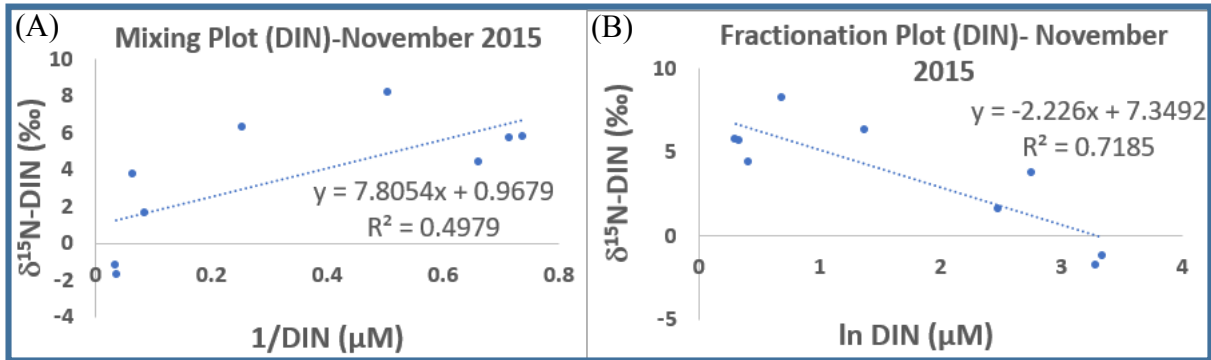 (A)
Mixing Plot (DIN)-November 2015
10
8
6
4
2
0
-2
-4
0
0.2
0.4
0.6
0.8
δ¹⁵N-DIN (‰)
y = 7.8054x + 0.9679
R² = 0.4979
1/DIN (μM)
(B)
Fractionation Plot (DIN)- November
2015
10
5
0
-5
0
1
2
3
4
δ¹⁵N-DIN (‰)
y = -2.226x + 7.3492
R² = 0.7185
ln DIN (μM)